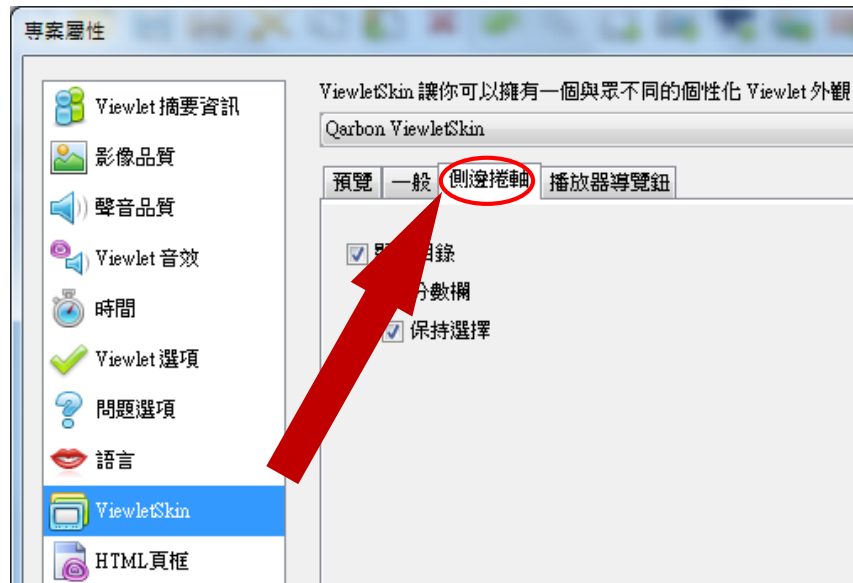 專案屬性
Viewlet 摘要資訊
影像品質
聲音品質
Viewlet 音效
時間
Viewlet 選項
問題選項
語言
ViewletSkin
HTML頁框
ViewletSkin 讓你可以擁有一個與眾不同的個性化 Viewlet 外觀
Qarbon ViewletSkin
預覽 一般 側邊捲軸 播放器導覽鈕
目錄
分數欄
保持選擇